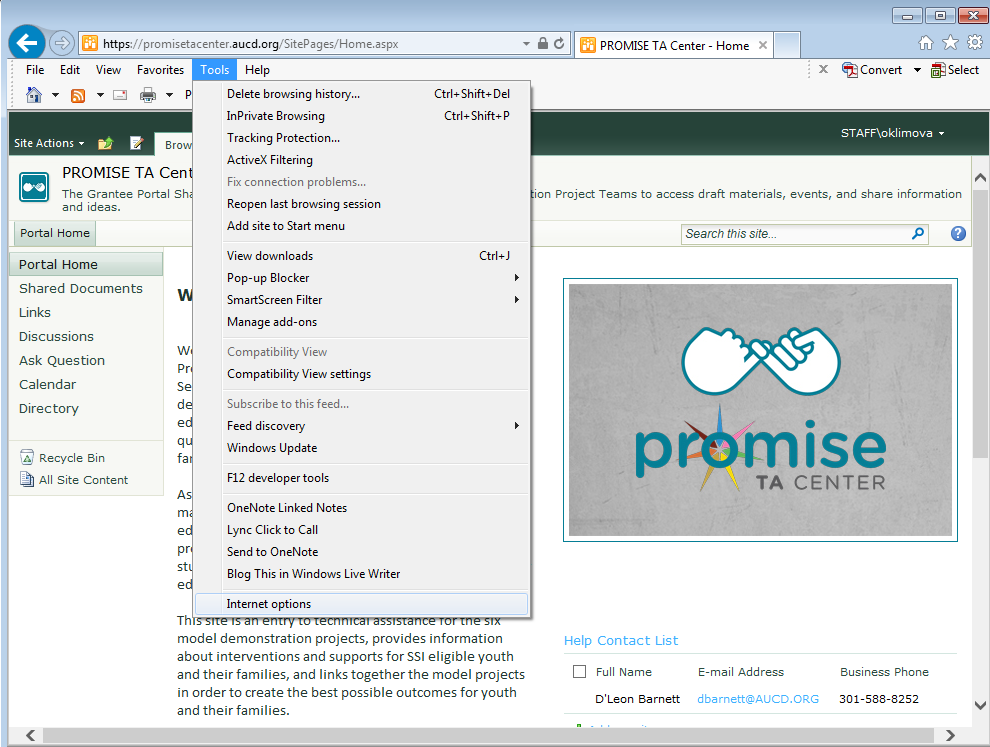 https://promisetacenter.aucd.org/SitePages/Home.aspx
PROMISE TA Center - Home
File Edit View Favorites Tools Help
Convert Select
P
Delete browsing history... Ctrl+Shift+Del
InPrivate Browsing Ctrl+Shift+P
Tracking Protection...
ActiveX Filtering
Fix connection problems...
Reopen last browsing session
Add site to Start menu
View downloads Ctrl+J
Pop-up Blocker
SmartScreen Filter
Manage add-ons
Compatibility View
Compatibility View settings
Subscribe to this feed...
Feed discovery
Windows Update
F12 developer tools
OneNote Linked Notes
Lync Click to Call
Send to OneNote
Blog This in Windows Live Writer
Internet options
Site Actions Brow
STAFF\oklimova
PROMISE TA Cent
The Grantee Portal Sha
tion Project Teams to access draft materials, events, and share information
and ideas.
Portal Home
Search this site...
Portal Home
Shared Documents
Links
Discussions
Ask Question
Calendar
Directory
Recycle Bin
All Site Content
W
We
Pro
Se
de
ed
qu
far
As
ma
ed
pro
stu
ed
This site is an entry to technical assistance for the six
model demonstration projects, provides information
about interventions and supports for SSI eligible youth
and their families, and links together the model projects
in order to create the best possible outcomes for youth
and their families.
promise
TA CENTER
Help Contact List
Full Name E-mail Address Business Phone
D'Leon Barnett dbarnett@AUCD.ORG 301-588-8252